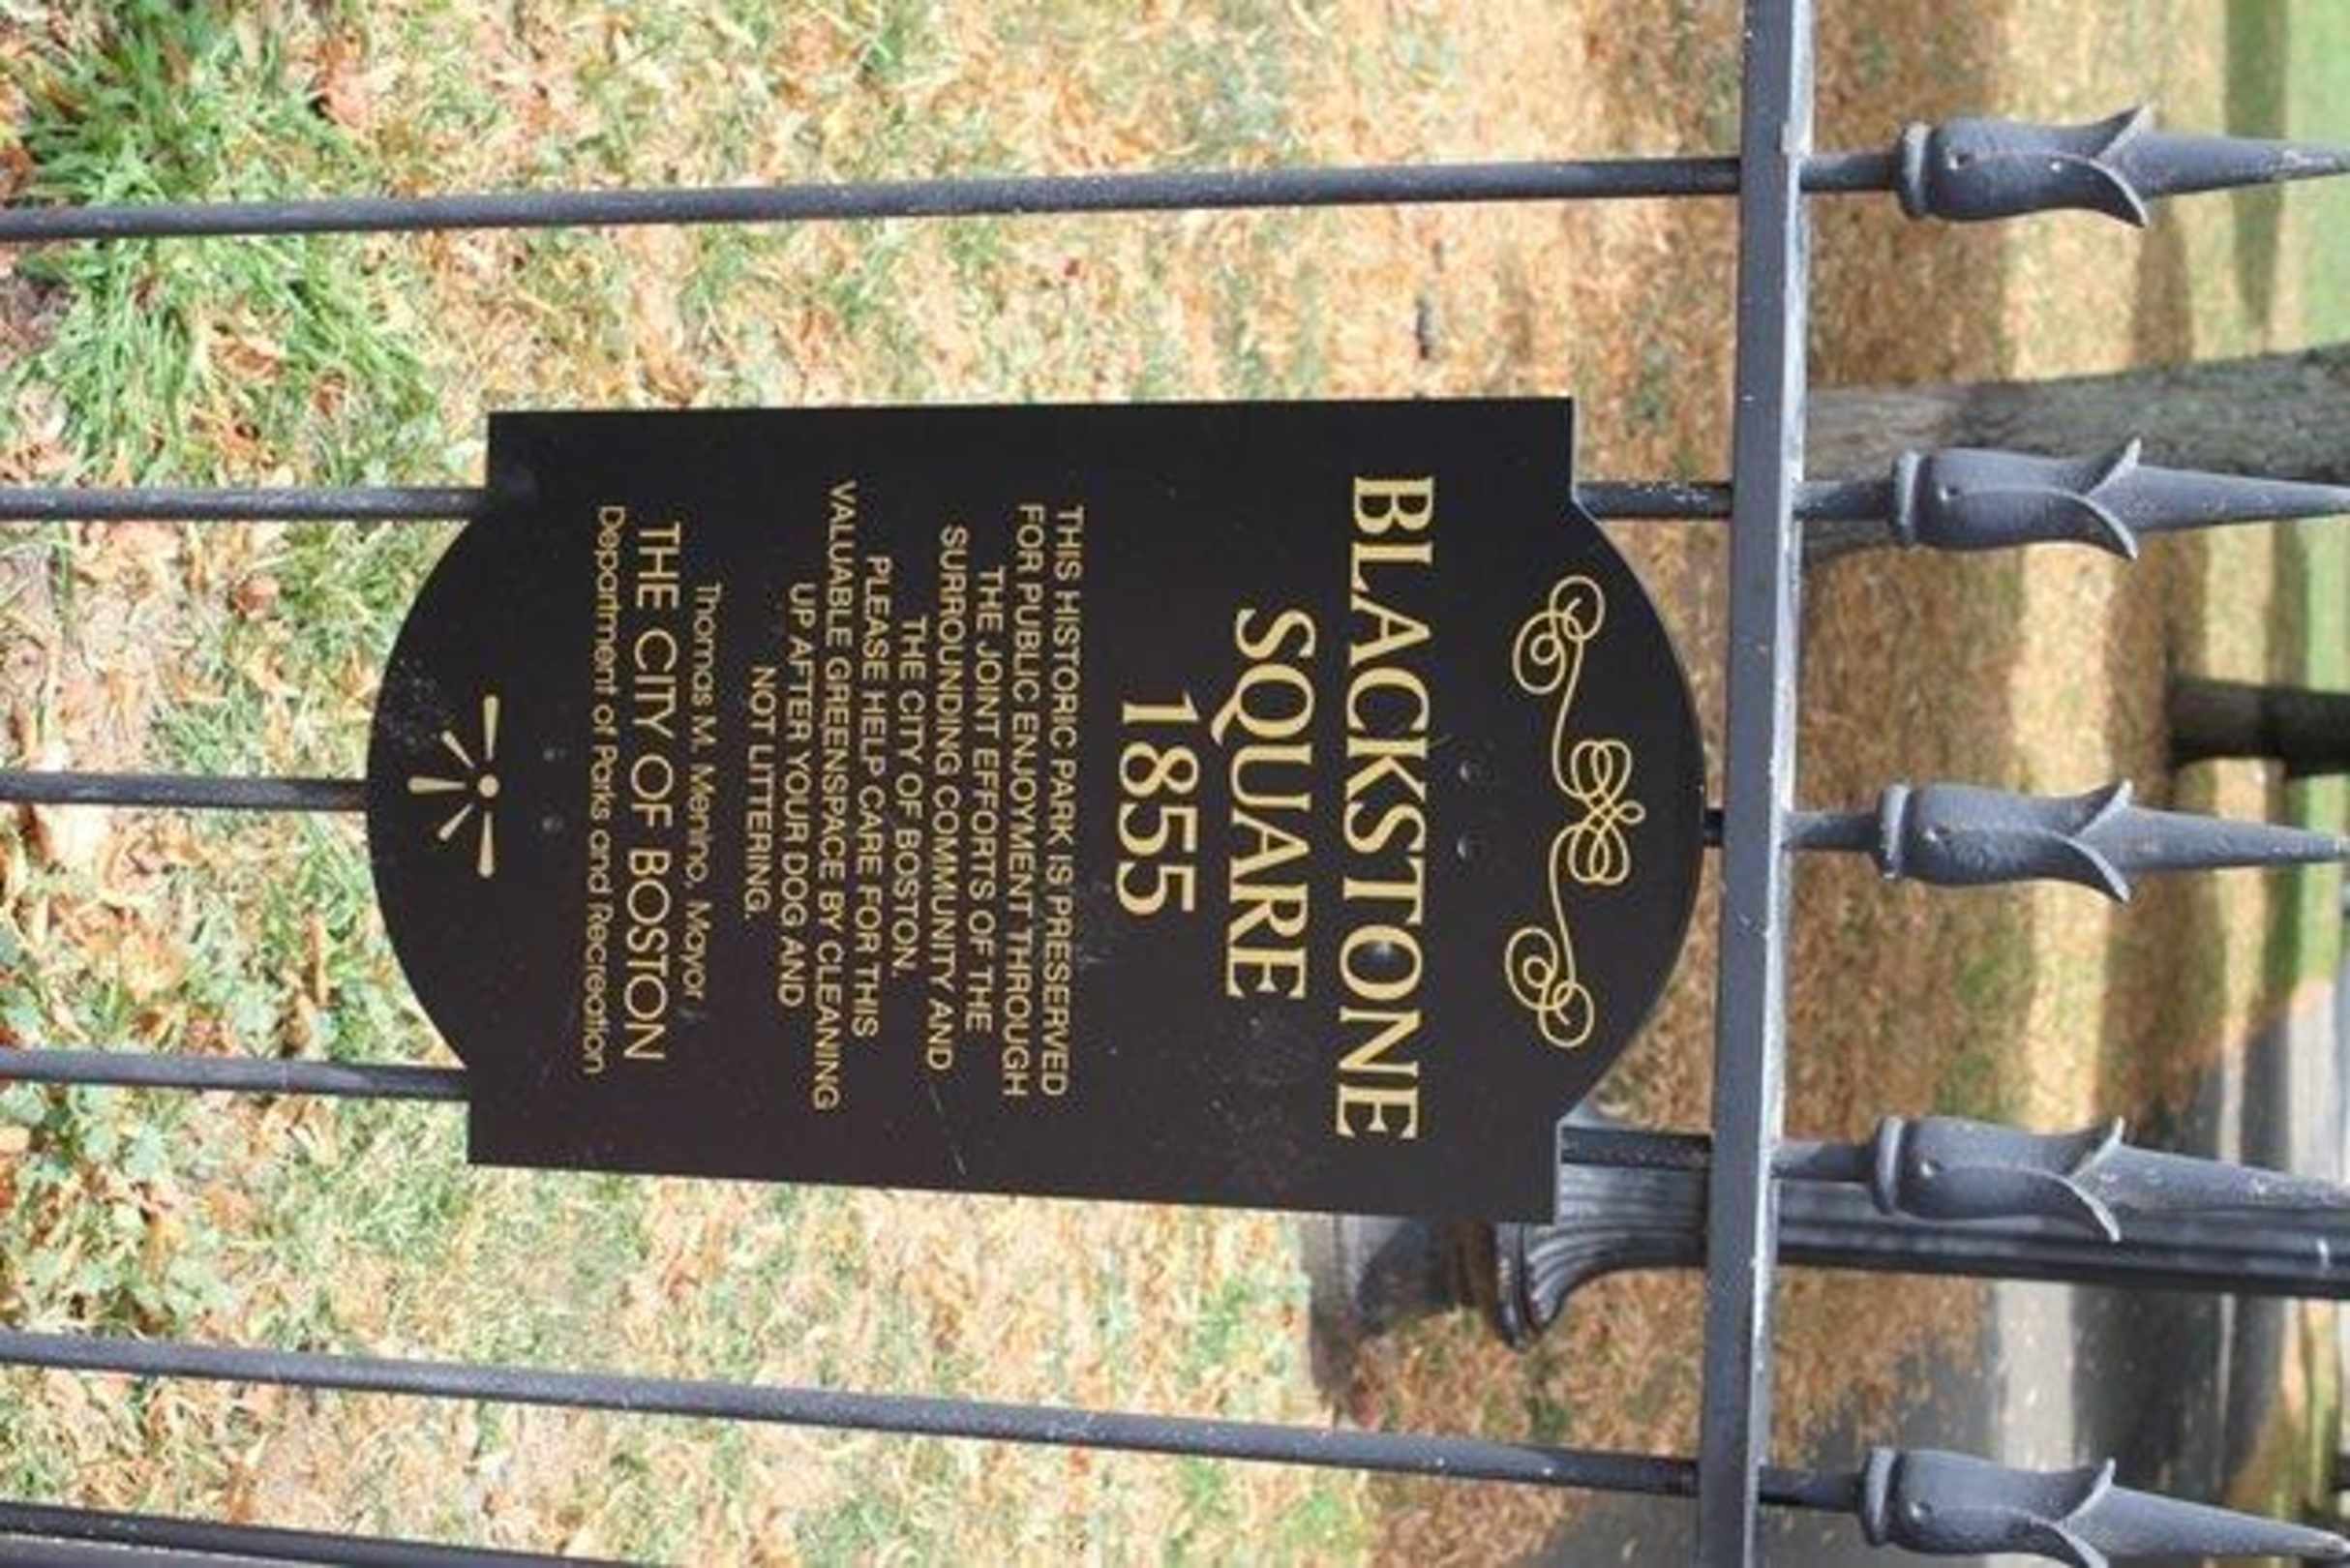 BLACKSTONE
SQUARE
1855
THIS HISTORIC PARK IS PRESERVED
FOR PUBLIC ENJOYMENT THROUGH
THE JOINT EFFORTS OF THE
SURROUNDING COMMUNITY AND
THE CITY OF BOSTON.
PLEASE HELP CARE FOR THIS
VALUABLE GREENSPACE BY CLEANING
UP AFTER YOUR DOG AND
NOT LITTERING.
Thomas M. Menino, Mayor
THE CITY OF BOSTON
Department of Parks and Recreation